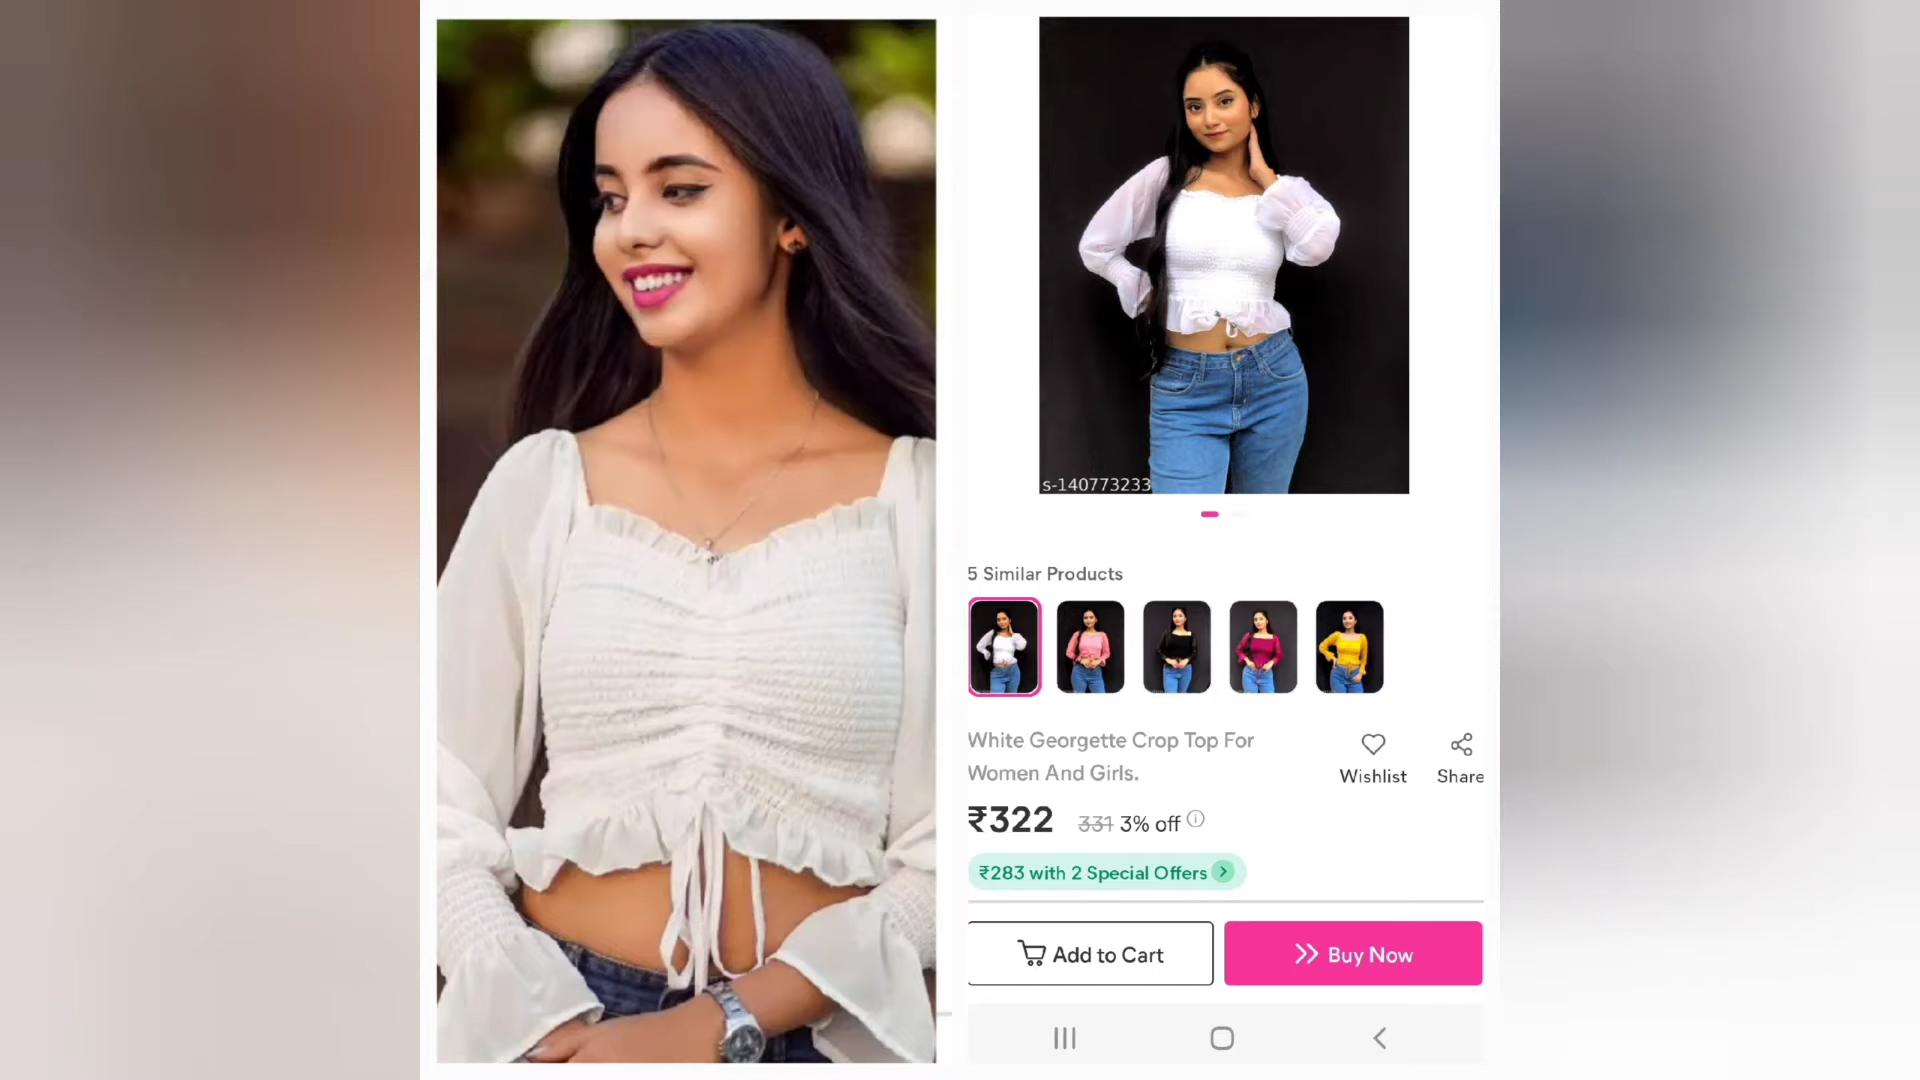 s-140773233
5 Similar Products
White Georgette Crop Top For
Women And Girls.
Wishlist
Share
₹322 331 3% off
₹283 with 2 Special Offers
Add to Cart
Buy Now